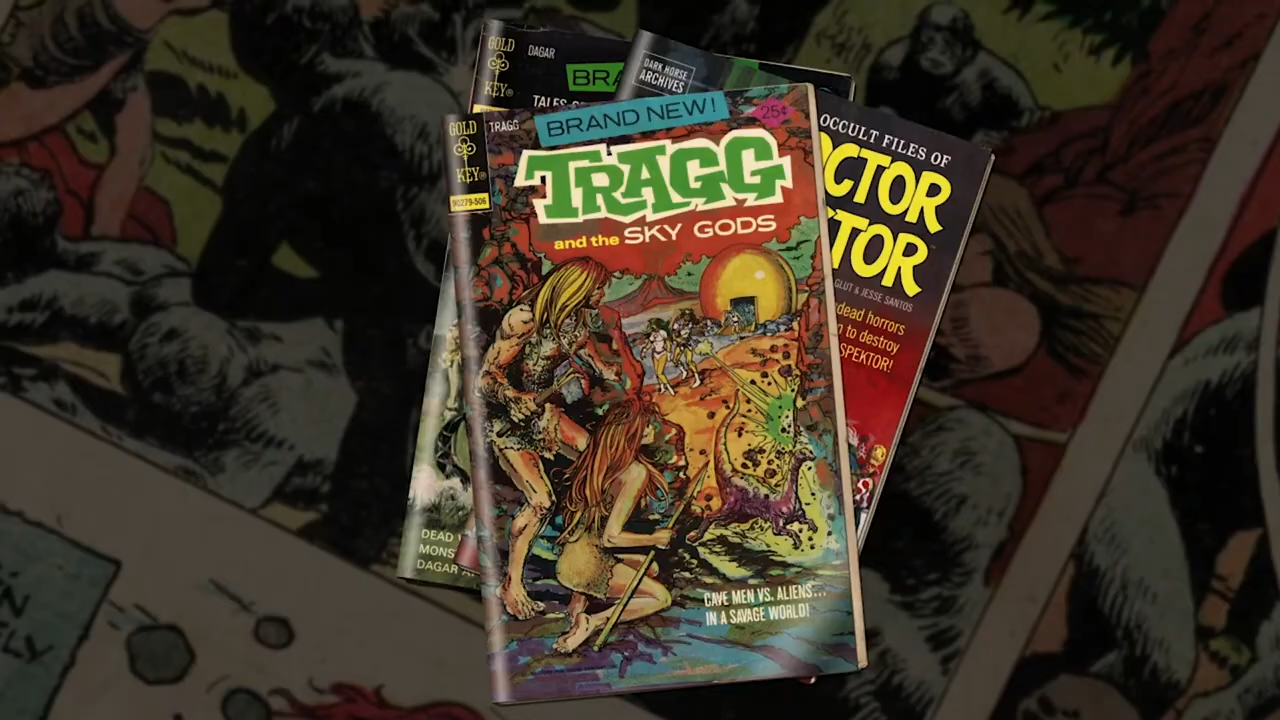 GOLD
KEY®
DAGAR
BRA
TALES
DARK HORSE
ARCHIVES
GOLD
KEY®
90279-506
TRAGG
BRAND NEW!
25¢
TRAGG
and the SKY GODS
CAVE MEN VS. ALIENS...
IN A SAVAGE WORLD!
OCCULT FILES OF
CTOR
TOR
GLUT & JESSE SANTOS
dead horrors
to destroy
SPEKTOR!
DEAD
MONS
DAGAR
N
LY